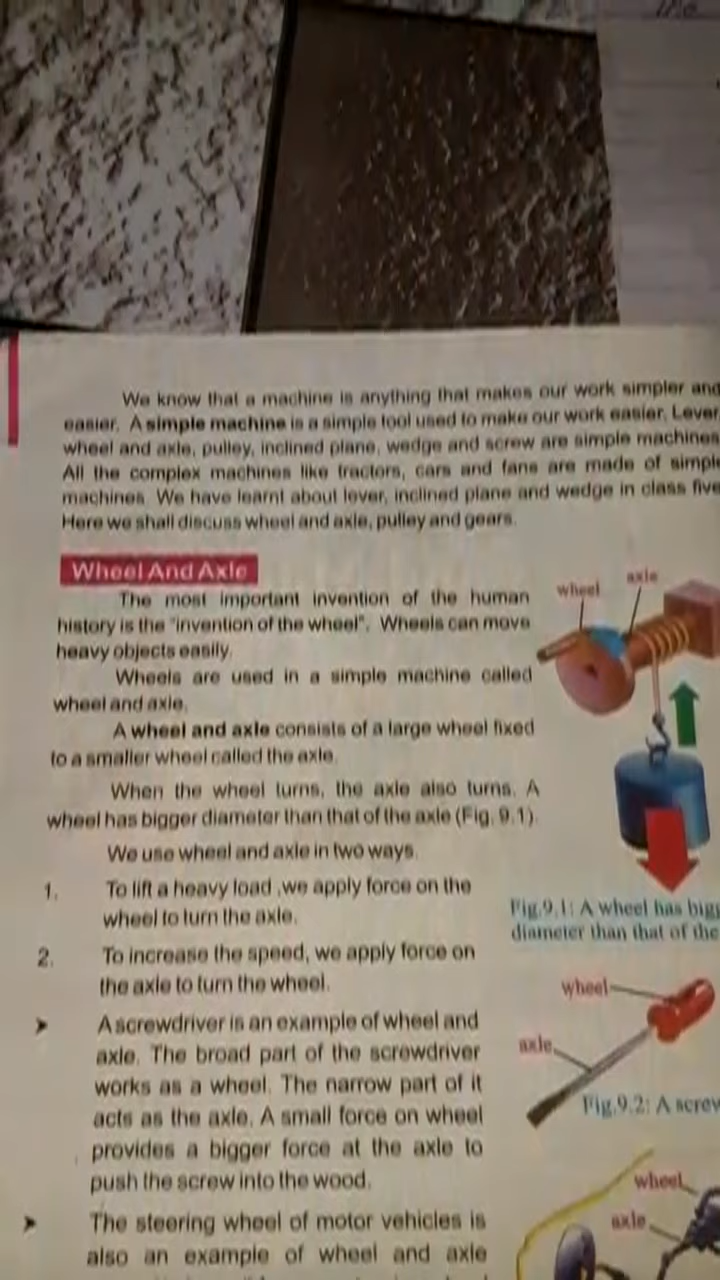 We know that a machine is anything that makes our work simpler and
easier. A simple machine is a simple tool used to make our work easier. Lever,
wheel and axle, pulley, inclined plane, wedge and screw are simple machines
All the complex machines like tractors, cars and fans are made of simple
machines. We have learnt about lever, inclined plane and wedge in class five
Here we shall discuss wheel and axle, pulley and gears.
Wheel And Axle
The most important invention of the human
history is the "invention of the wheel". Wheels can move
heavy objects easily.
Wheels are used in a simple machine called
wheel and axle.
A wheel and axle consists of a large wheel fixed
to a smaller wheel called the axle.
When the wheel turns, the axle also turns. A
wheel has bigger diameter than that of the axle (Fig. 9.1).
We use wheel and axle in two ways.
1. To lift a heavy load ,we apply force on the
wheel to turn the axle.
2. To increase the speed, we apply force on
the axle to turn the wheel.
➤ A screwdriver is an example of wheel and
axle. The broad part of the screwdriver
works as a wheel. The narrow part of it
acts as the axle. A small force on wheel
provides a bigger force at the axle to
push the screw into the wood.
➤ The steering wheel of motor vehicles is
also an example of wheel and axle
wheel
axle
Fig.9.1: A wheel has bigg
diameter than that of the
wheel
axle
Fig.9.2: A screw
wheel
axle